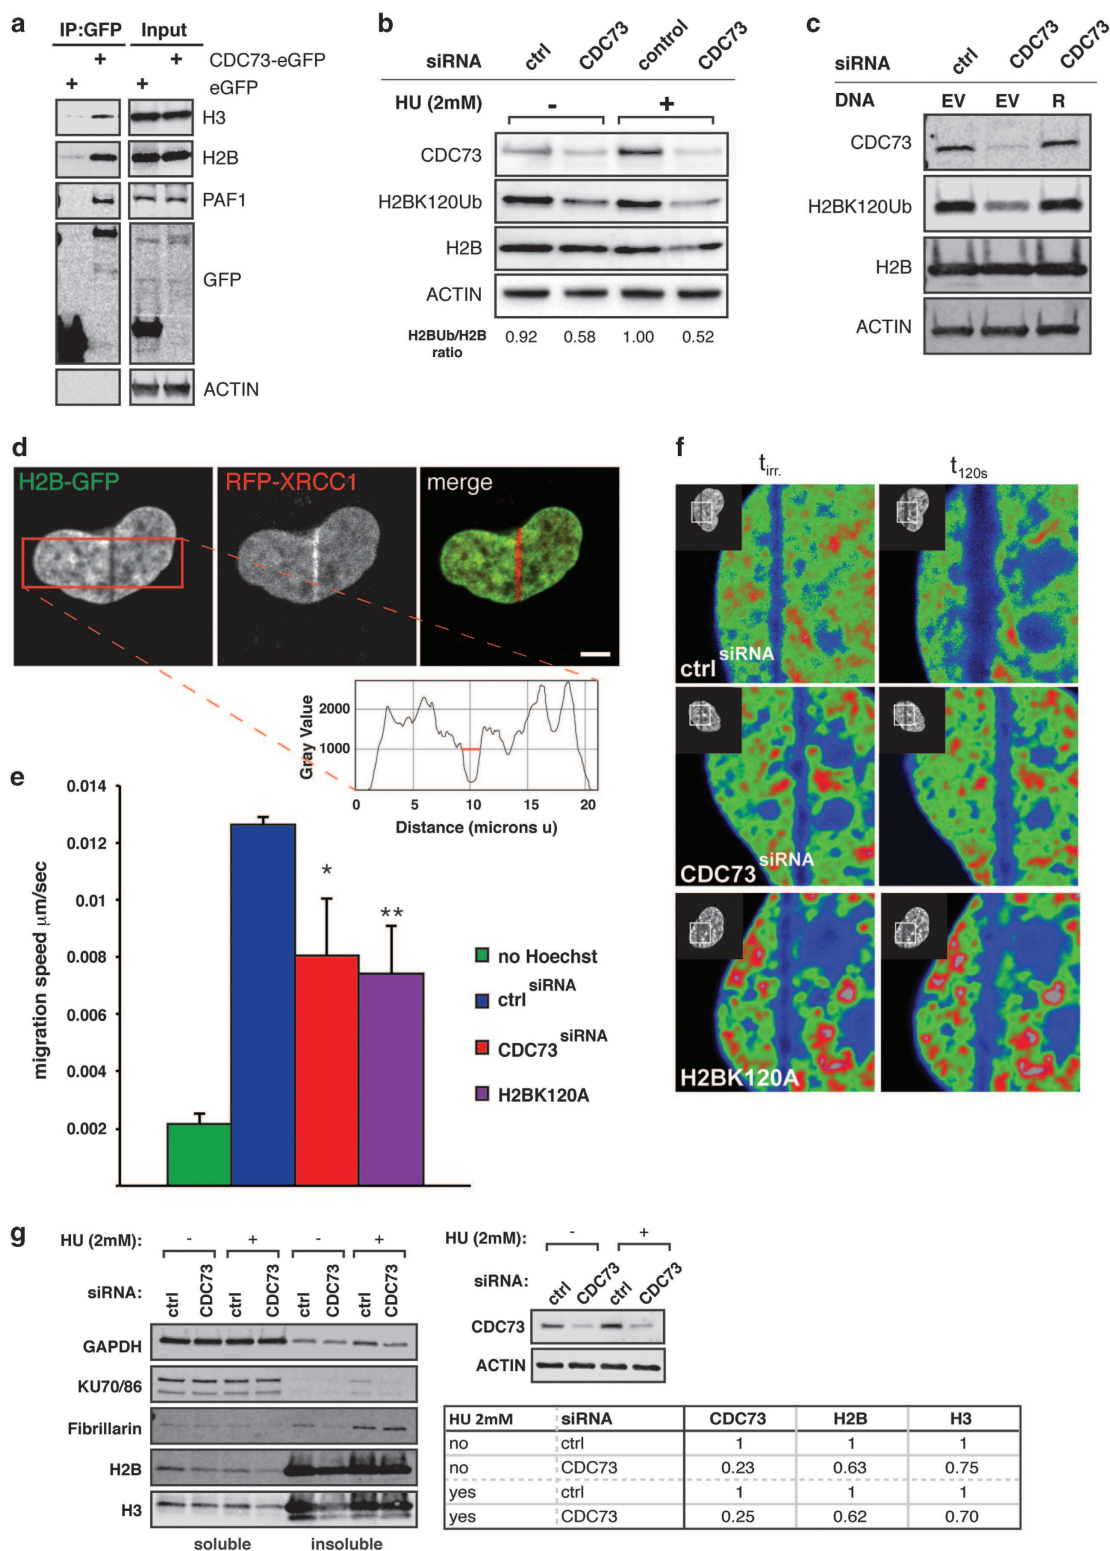 a
IP:GFP Input
+ + CDC73-eGFP
+ + eGFP
H3
H2B
PAF1
GFP
ACTIN
b
siRNA ctrl CDC73 control CDC73
HU (2mM) - +
CDC73
H2BK120Ub
H2B
ACTIN
H2BUb/H2B ratio 0.92 0.58 1.00 0.52
c
siRNA ctrl CDC73 CDC73
DNA EV EV R
CDC73
H2BK120Ub
H2B
ACTIN
d
H2B-GFP RFP-XRCC1 merge
Gray Value
2000
1000
0 5 10 15 20
Distance (microns u)
e
migration speed µm/sec
0.014
0.012
0.01
0.008
0.006
0.004
0.002
*
**
no Hoechst
ctrl siRNA
CDC73 siRNA
H2BK120A
f
tirr. t120s
ctrl siRNA
CDC73 siRNA
H2BK120A
g
HU (2mM): - + - +
siRNA: ctrl CDC73 ctrl CDC73 ctrl CDC73 ctrl CDC73
GAPDH
KU70/86
Fibrillarin
H2B
H3
soluble insoluble
HU (2mM): - +
siRNA: ctrl CDC73 ctrl CDC73
CDC73
ACTIN
HU 2mM siRNA CDC73 H2B H3
no ctrl 1 1 1
no CDC73 0.23 0.63 0.75
yes ctrl 1 1 1
yes CDC73 0.25 0.62 0.70